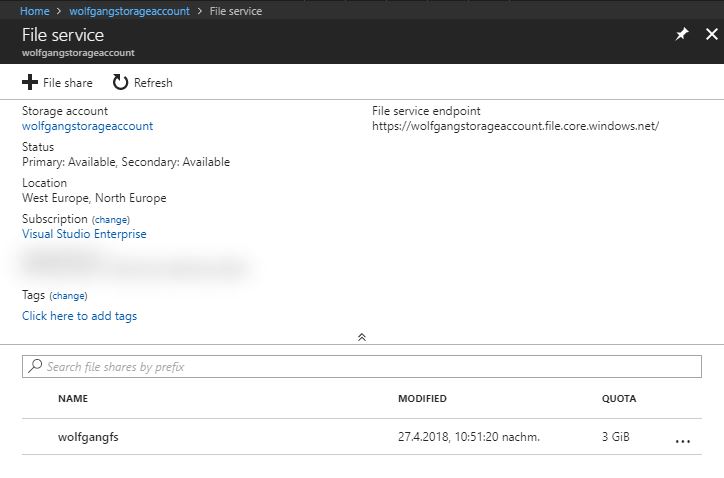 Home > wolfgangstorageaccount > File service
File service
wolfgangstorageaccount
File share Refresh
Storage account
wolfgangstorageaccount
File service endpoint
https://wolfgangstorageaccount.file.core.windows.net/
Status
Primary: Available, Secondary: Available
Location
West Europe, North Europe
Subscription (change)
Visual Studio Enterprise
Tags (change)
Click here to add tags
Search file shares by prefix
NAME MODIFIED QUOTA
wolfgangfs 27.4.2018, 10:51:20 nachm. 3 GiB ...